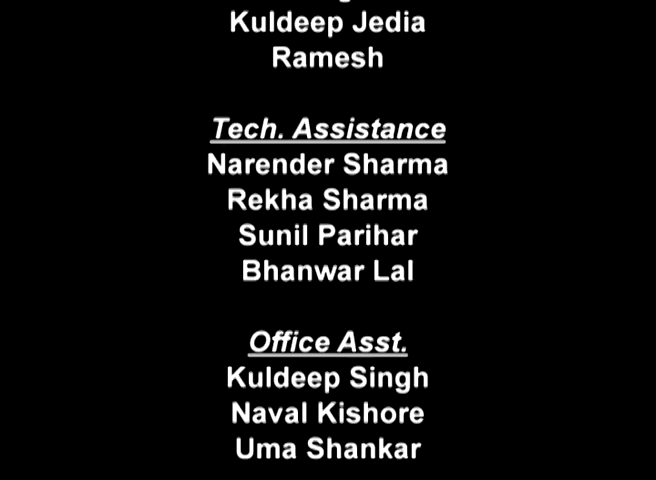 Kuldeep Jedia
Ramesh
Tech. Assistance
Narender Sharma
Rekha Sharma
Sunil Parihar
Bhanwar Lal
Office Asst.
Kuldeep Singh
Naval Kishore
Uma Shankar